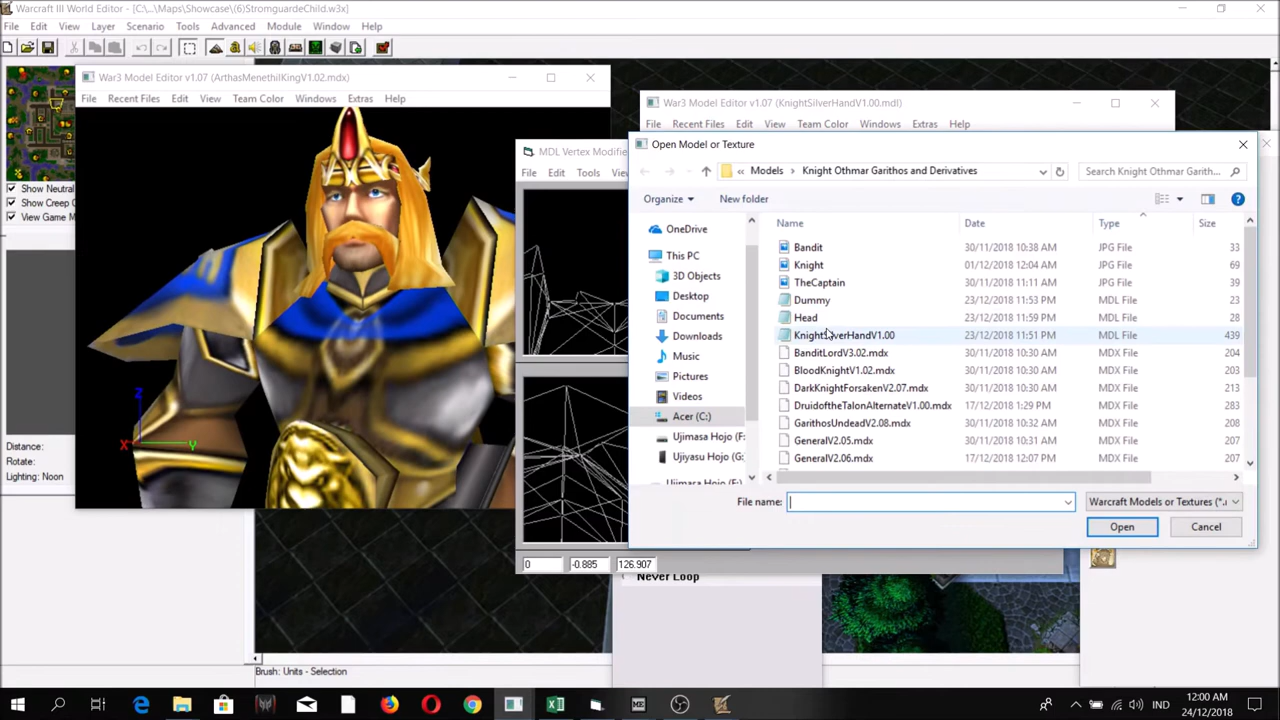 Warcraft III World Editor - [C:\...\Maps\Showcase\(6)StromguardeChild.w3x]
File Edit View Layer Scenario Tools Advanced Module Window Help
War3 Model Editor v1.07 (ArthasMenethilKingV1.02.mdx)
File Recent Files Edit View Team Color Windows Extras Help
War3 Model Editor v1.07 (KnightSilverHandV1.00.mdl)
File Recent Files Edit View Team Color Windows Extras Help
Show Neutral
Show Creep C
View Game M
Distance:
Rotate:
Lighting: Noon
Z
X
Y
MDL Vertex Modifie
File Edit Tools Vie
0 -0.885 126.907
Open Model or Texture
« Models > Knight Othmar Garithos and Derivatives
Search Knight Othmar Garith...
Organize New folder
OneDrive
This PC
3D Objects
Desktop
Documents
Downloads
Music
Pictures
Videos
Acer (C:)
Ujimasa Hojo (F:
Ujiyasu Hojo (G:
Ujimasa Hojo (F:
Name Date Type Size
Bandit 30/11/2018 10:38 AM JPG File 33
Knight 01/12/2018 12:04 AM JPG File 69
TheCaptain 30/11/2018 11:11 AM JPG File 39
Dummy 23/12/2018 11:53 PM MDL File 23
Head 23/12/2018 11:59 PM MDL File 28
KnightSilverHandV1.00 23/12/2018 11:51 PM MDL File 439
BanditLordV3.02.mdx 30/11/2018 10:30 AM MDX File 204
BloodKnightV1.02.mdx 30/11/2018 10:30 AM MDX File 203
DarkKnightForsakenV2.07.mdx 30/11/2018 10:30 AM MDX File 213
DruidoftheTalonAlternateV1.00.mdx 17/12/2018 1:29 PM MDX File 283
GarithosUndeadV2.08.mdx 30/11/2018 10:32 AM MDX File 208
GeneralV2.05.mdx 30/11/2018 10:31 AM MDX File 207
GeneralV2.06.mdx 17/12/2018 12:07 PM MDX File 207
File name:
Warcraft Models or Textures (*.
Open Cancel
Never Loop
Brush: Units - Selection
IND
12:00 AM
24/12/2018